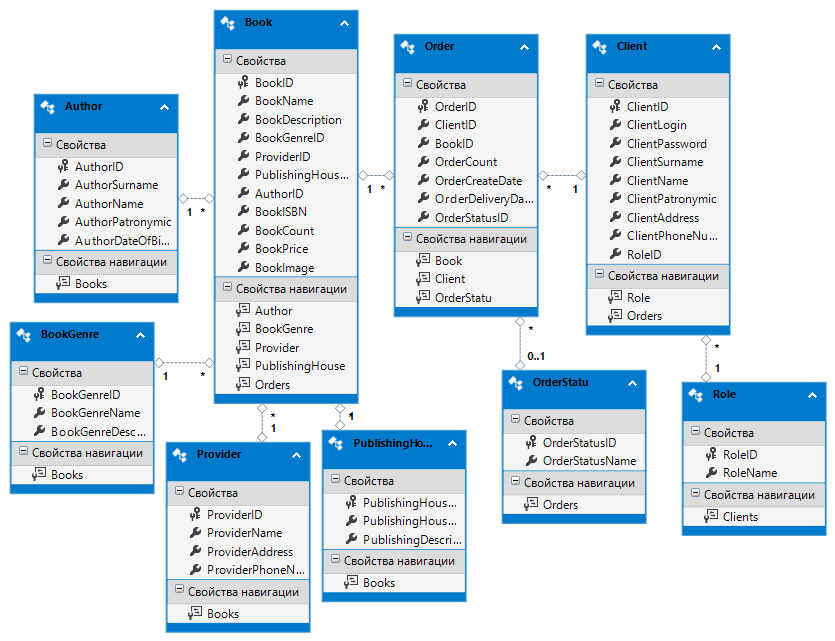 Book
Свойства
BookID
BookName
BookDescription
BookGenreID
ProviderID
PublishingHous...
AuthorID
BookISBN
BookCount
BookPrice
BookImage
Свойства навигации
Author
BookGenre
Provider
PublishingHouse
Orders
Order
Свойства
OrderID
ClientID
BookID
OrderCount
OrderCreateDate
OrderDeliveryDa...
OrderStatusID
Свойства навигации
Book
Client
OrderStatu
Client
Свойства
ClientID
ClientLogin
ClientPassword
ClientSurname
ClientName
ClientPatronymic
ClientAddress
ClientPhoneNu...
RoleID
Свойства навигации
Role
Orders
Author
Свойства
AuthorID
AuthorSurname
AuthorName
AuthorPatronymic
AuthorDateOfBi...
Свойства навигации
Books
1 *
1 *
* 1
BookGenre
Свойства
BookGenreID
BookGenreName
BookGenreDesc...
Свойства навигации
Books
1 *
*
1
1
*
0..1
*
1
Provider
Свойства
ProviderID
ProviderName
ProviderAddress
ProviderPhoneN...
Свойства навигации
Books
PublishingHo...
Свойства
PublishingHous...
PublishingHous...
PublishingDescri...
Свойства навигации
Books
OrderStatu
Свойства
OrderStatusID
OrderStatusName
Свойства навигации
Orders
Role
Свойства
RoleID
RoleName
Свойства навигации
Clients